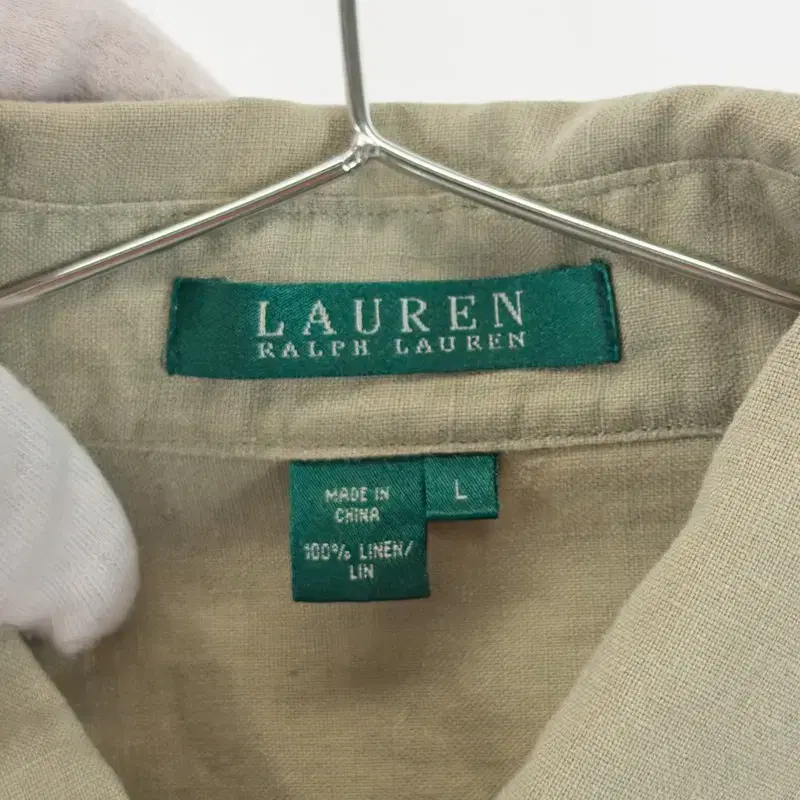 LAUREN
RALPH LAUREN
MADE IN
CHINA
L
100% LINEN/
LIN